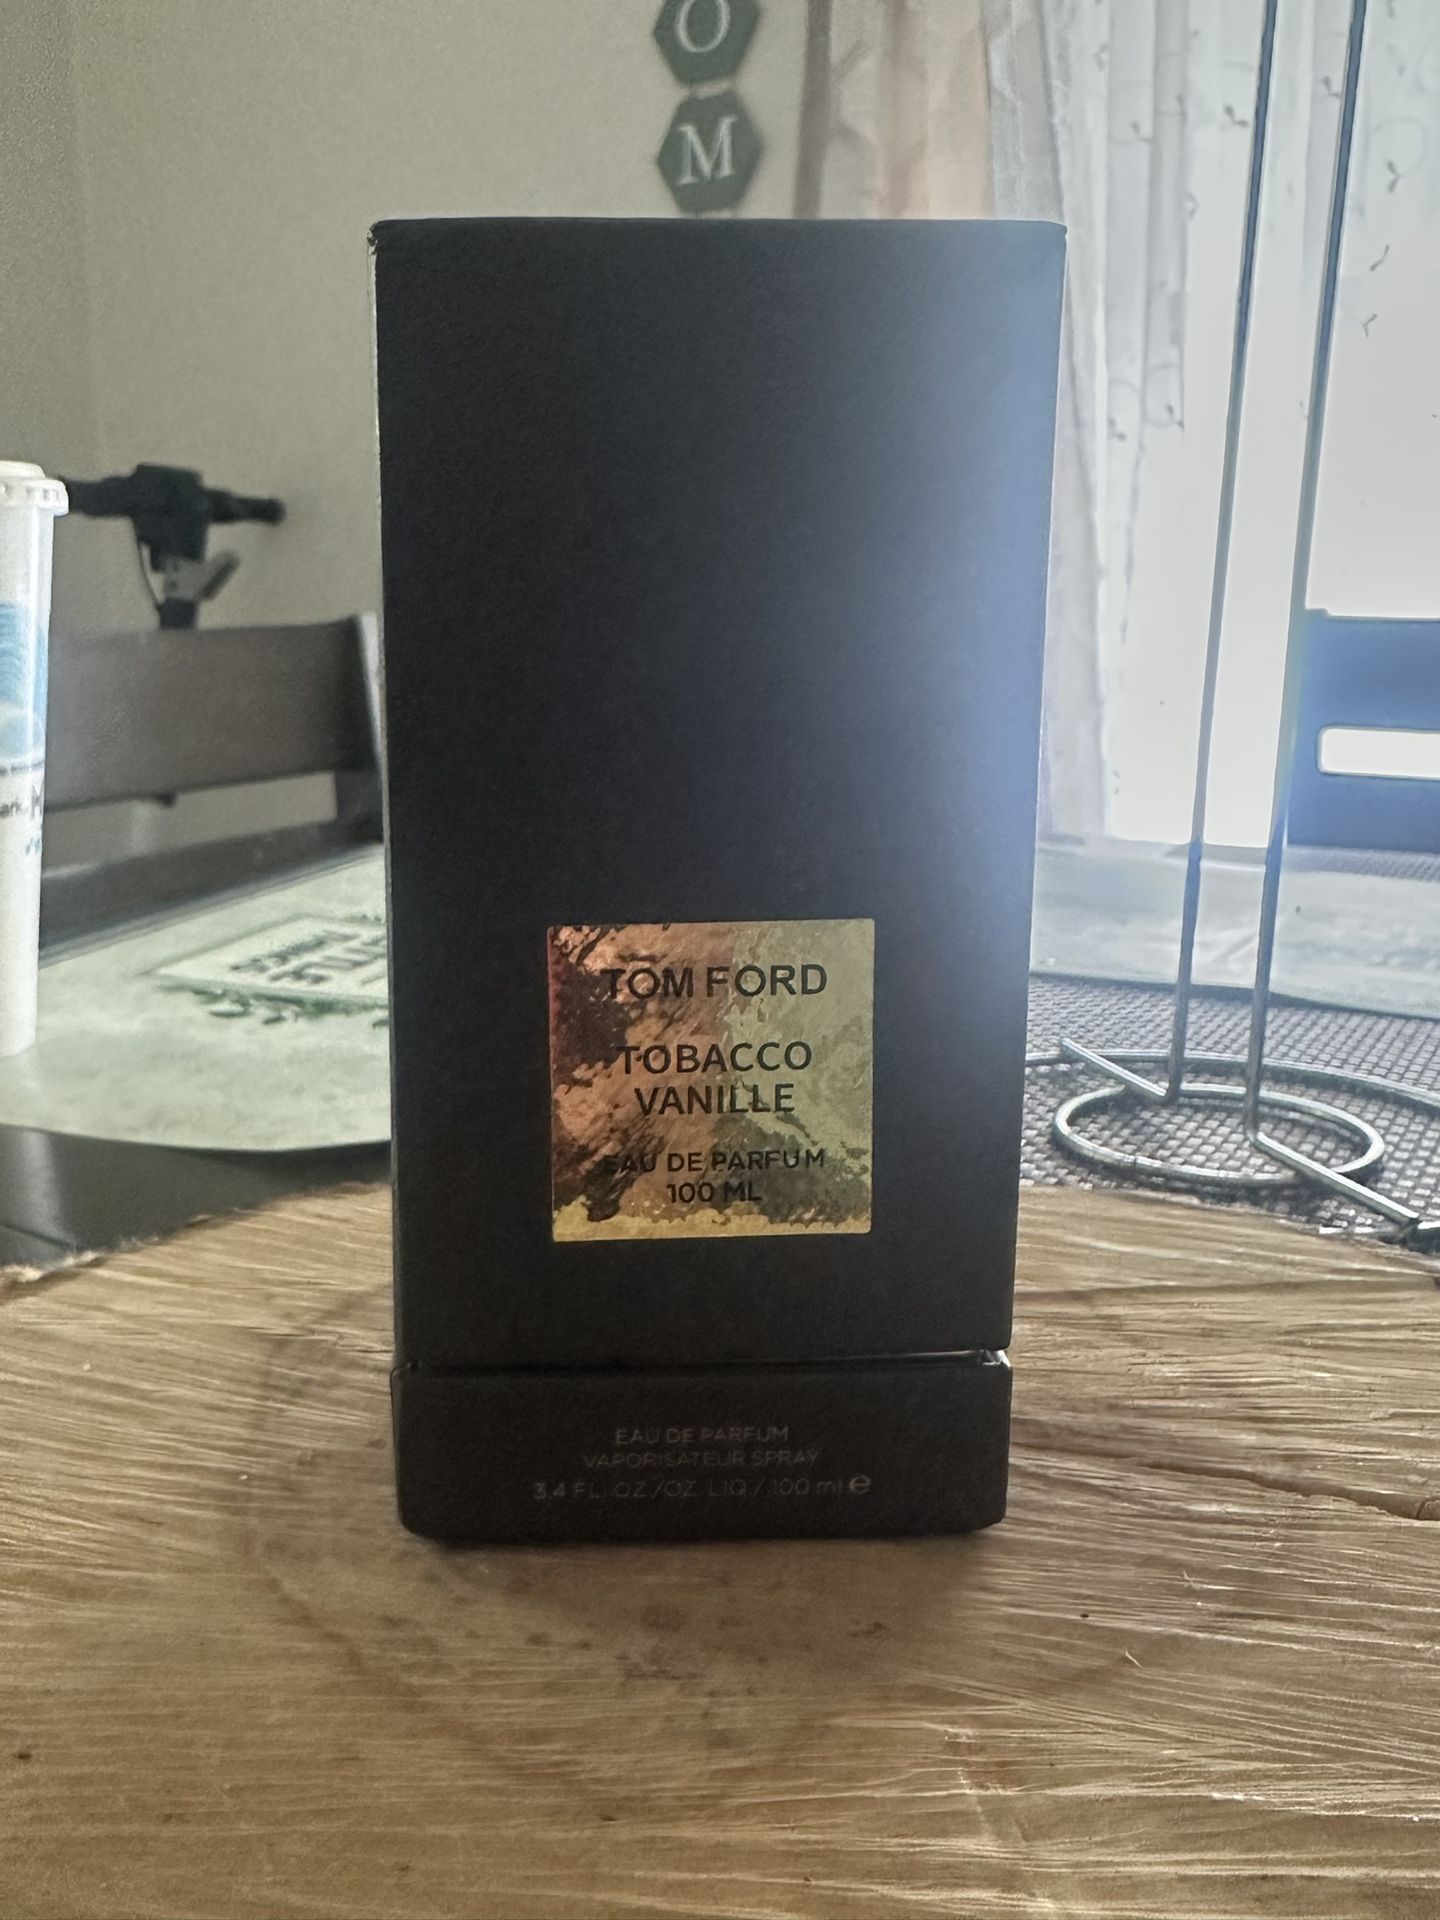 O
M
TOM FORD
TOBACCO
VANILLE
EAU DE PARFUM
100 ML
EAU DE PARFUM
VAPORISATEUR SPRAY
3.4 FL. OZ./OZ. LIQ / 100 ml e